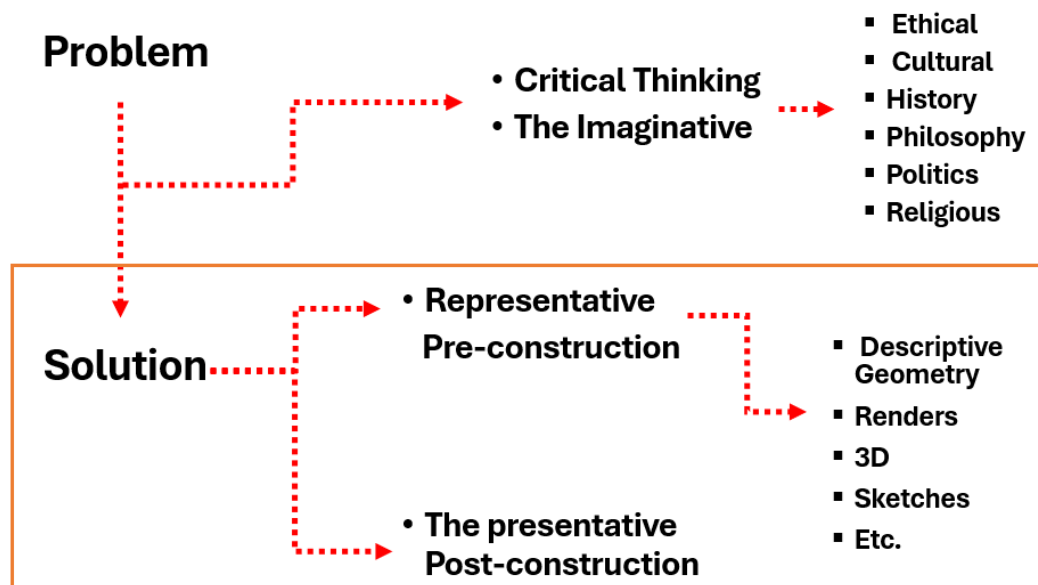 Problem
• Critical Thinking
• The Imaginative
▪ Ethical
▪ Cultural
▪ History
▪ Philosophy
▪ Politics
▪ Religious
Solution
• Representative
Pre-construction
▪ Descriptive
Geometry
▪ Renders
▪ 3D
▪ Sketches
▪ Etc.
• The presentative
Post-construction